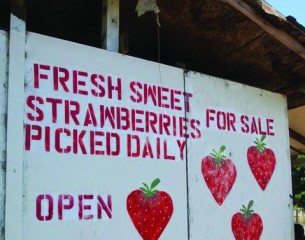 FRESH SWEET
STRAWBERRIES
PICKED DAILY
FOR SALE
OPEN